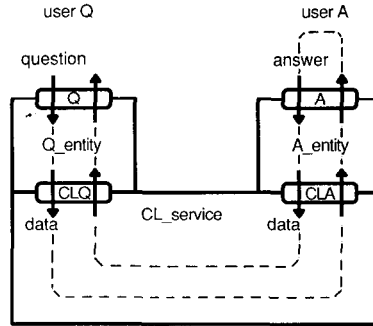 user Q user A
question answer
Q A
Q_entity A_entity
CLQ CLA
data CL_service data